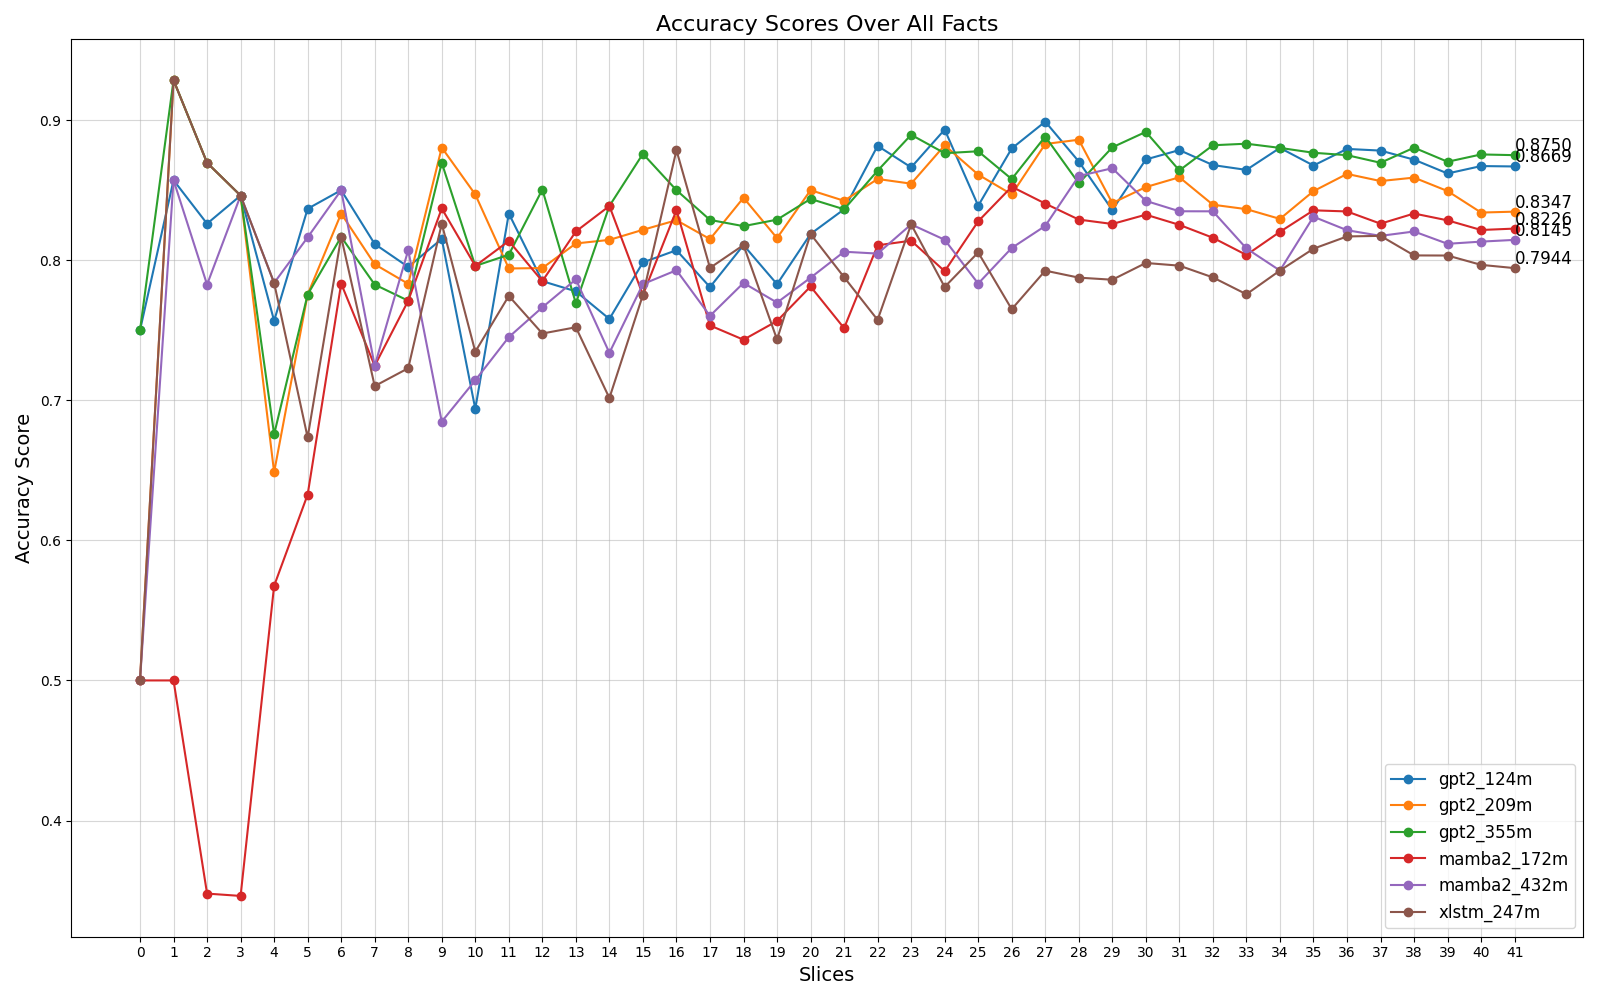 Accuracy Scores Over All Facts
Accuracy Score
0.9
0.8
0.7
0.6
0.5
0.4
0.8750
0.8669
0.8347
0.8226
0.8145
0.7944
gpt2_124m
gpt2_209m
gpt2_355m
mamba2_172m
mamba2_432m
xlstm_247m
0 1 2 3 4 5 6 7 8 9 10 11 12 13 14 15 16 17 18 19 20 21 22 23 24 25 26 27 28 29 30 31 32 33 34 35 36 37 38 39 40 41
Slices